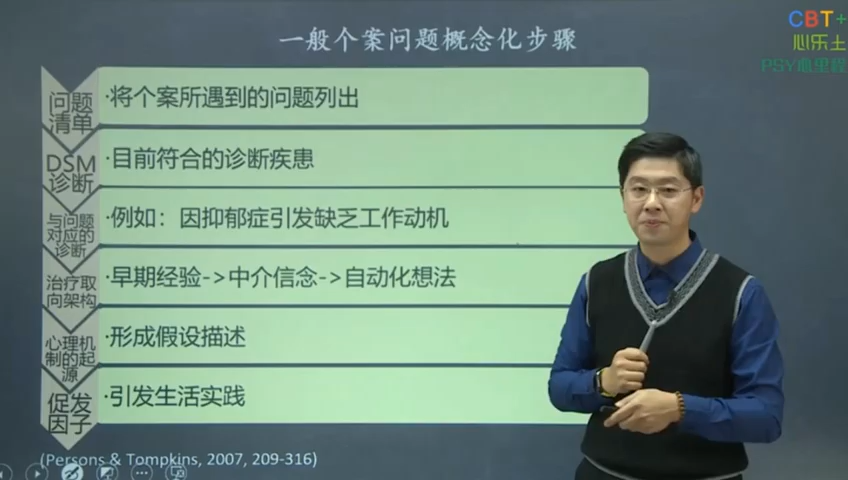 一般个案问题概念化步骤
CBT+
心乐土
PSY心里程
问题
清单
·将个案所遇到的问题列出
DSM
诊断
·目前符合的诊断疾患
与问题
对应的
诊断
·例如：因抑郁症引发缺乏工作动机
治疗取
向架构
·早期经验->中介信念->自动化想法
心理机
制的起
源
·形成假设描述
促发
因子
·引发生活实践
(Persons & Tompkins, 2007, 209-316)